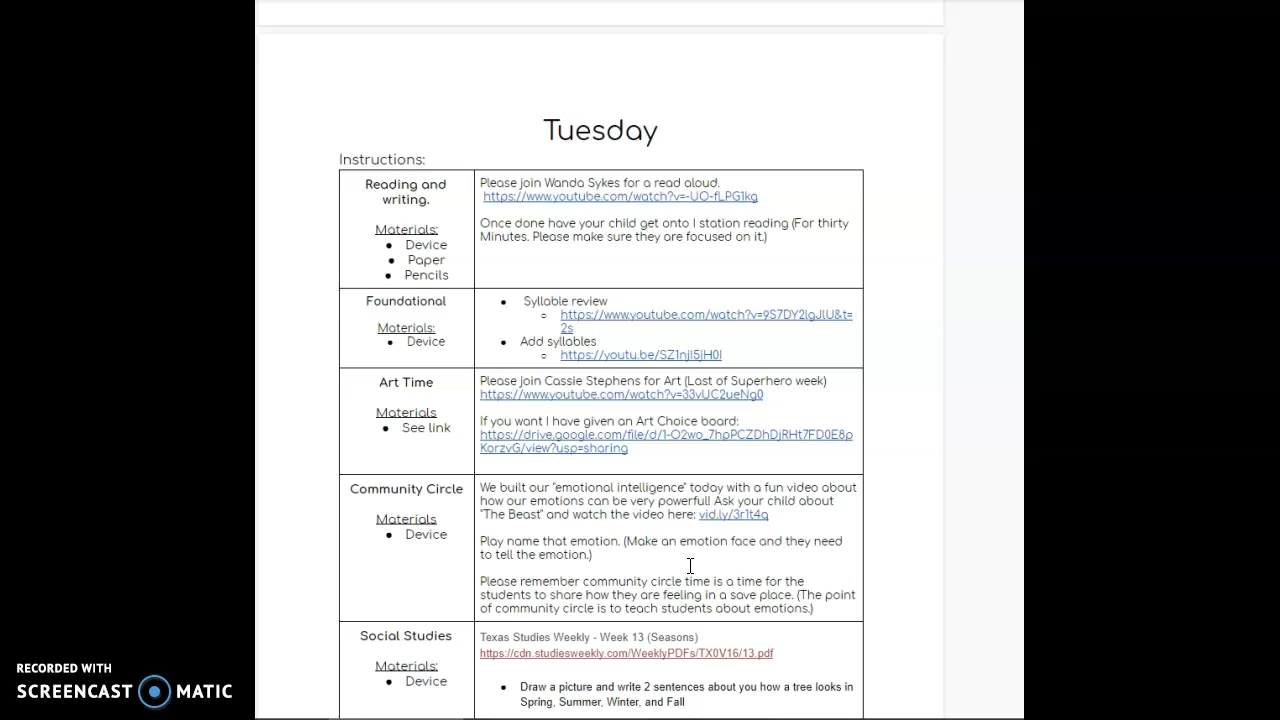 Tuesday
Instructions:
Reading and
writing.
Materials:
● Device
● Paper
● Pencils
Please join Wanda Sykes for a read aloud.
https://www.youtube.com/watch?v=-UO-fLPG1kg
Once done have your child get onto I station reading (For thirty
Minutes. Please make sure they are focused on it.)
Foundational
Materials:
● Device
● Syllable review
○ https://www.youtube.com/watch?v=9S7DY2lgJlU&t=
2s
● Add syllables
○ https://youtu.be/SZ1njI5jH0I
Art Time
Materials
● See link
Please join Cassie Stephens for Art (Last of Superhero week)
https://www.youtube.com/watch?v=33vUC2ueNg0
If you want I have given an Art Choice board:
https://drive.google.com/file/d/1-O2wo_7hpPCZDhDjRHt7FD0E8p
KorzvG/view?usp=sharing
Community Circle
Materials
● Device
We built our "emotional intelligence" today with a fun video about
how our emotions can be very powerful! Ask your child about
"The Beast" and watch the video here: vid.ly/3r1t4q
Play name that emotion. (Make an emotion face and they need
to tell the emotion.)
Please remember community circle time is a time for the
students to share how they are feeling in a save place. (The point
of community circle is to teach students about emotions.)
Social Studies
Materials:
● Device
Texas Studies Weekly - Week 13 (Seasons)
https://cdn.studiesweekly.com/WeeklyPDFs/TX0V16/13.pdf
● Draw a picture and write 2 sentences about you how a tree looks in
Spring, Summer, Winter, and Fall
RECORDED WITH
SCREENCAST MATIC